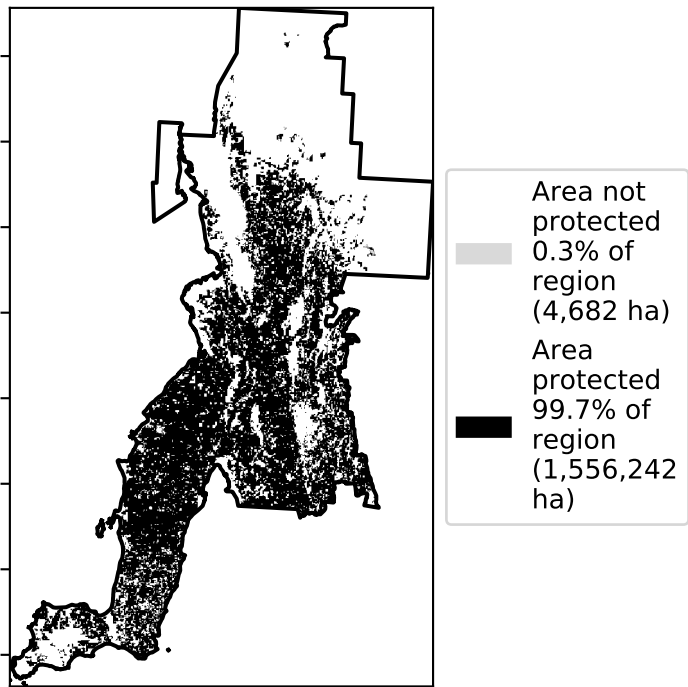 Area not
protected
0.3% of
region
(4,682 ha)
Area
protected
99.7% of
region
(1,556,242
ha)